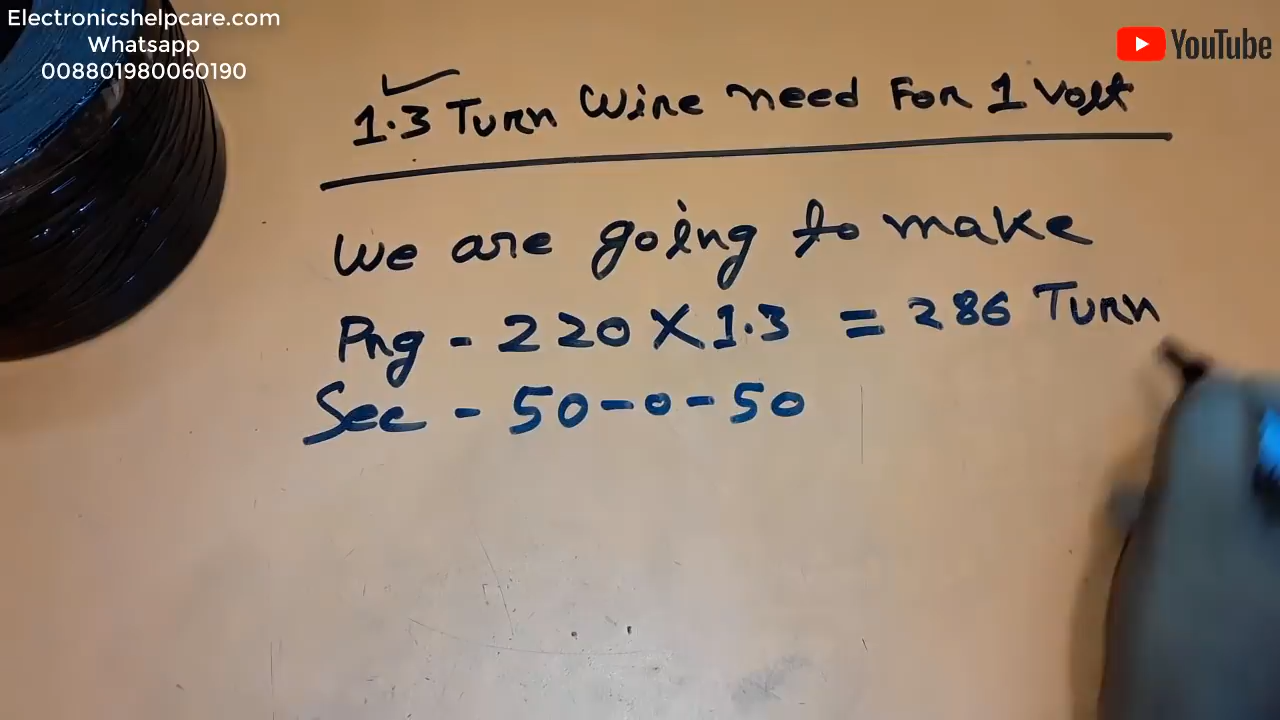 Electronicshelpcare.com
Whatsapp
008801980060190
YouTube
1.3 Turn Wire need For 1 Volt
We are going to make
Prg - 220 X 1.3 = 286 Turn
Sec - 50-0-50